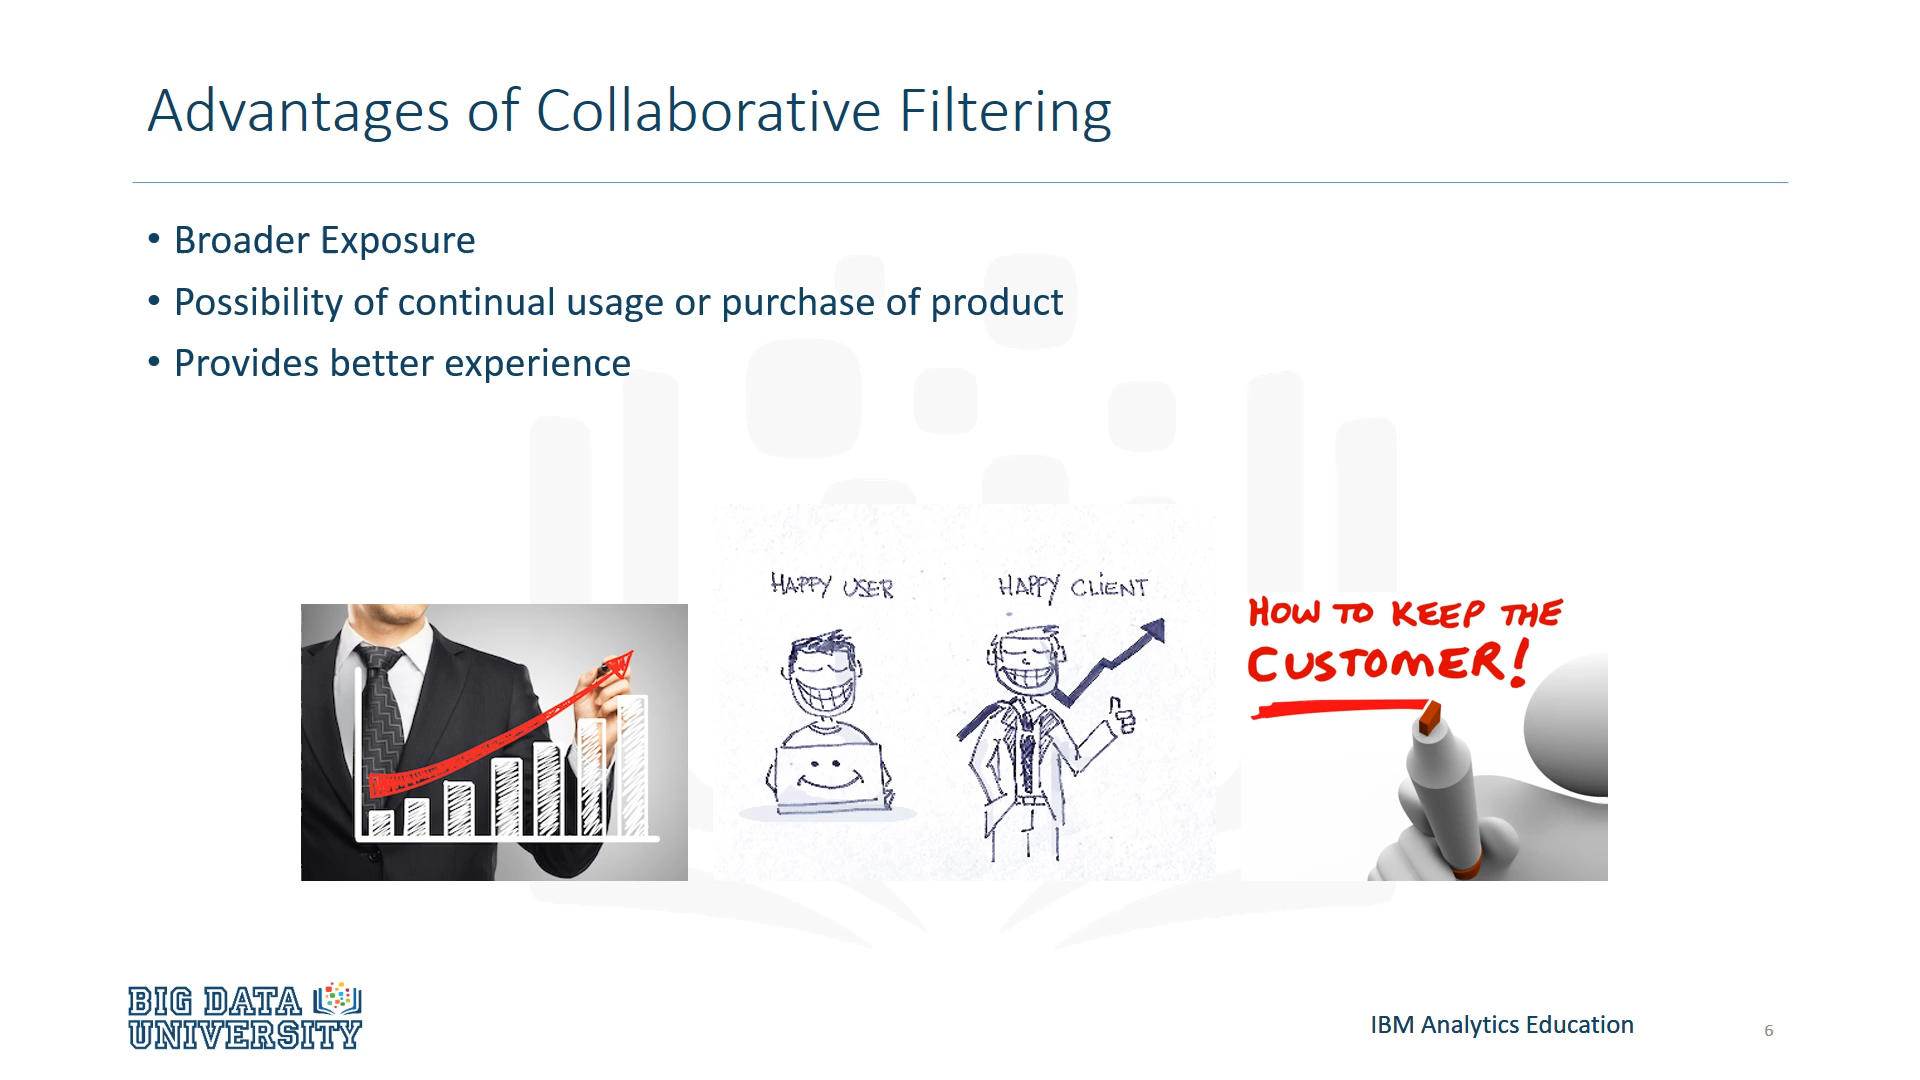 Advantages of Collaborative Filtering
• Broader Exposure
• Possibility of continual usage or purchase of product
• Provides better experience
HAPPY USER
HAPPY CLIENT
HOW TO KEEP THE
CUSTOMER!
BIG DATA
UNIVERSITY
IBM Analytics Education
6